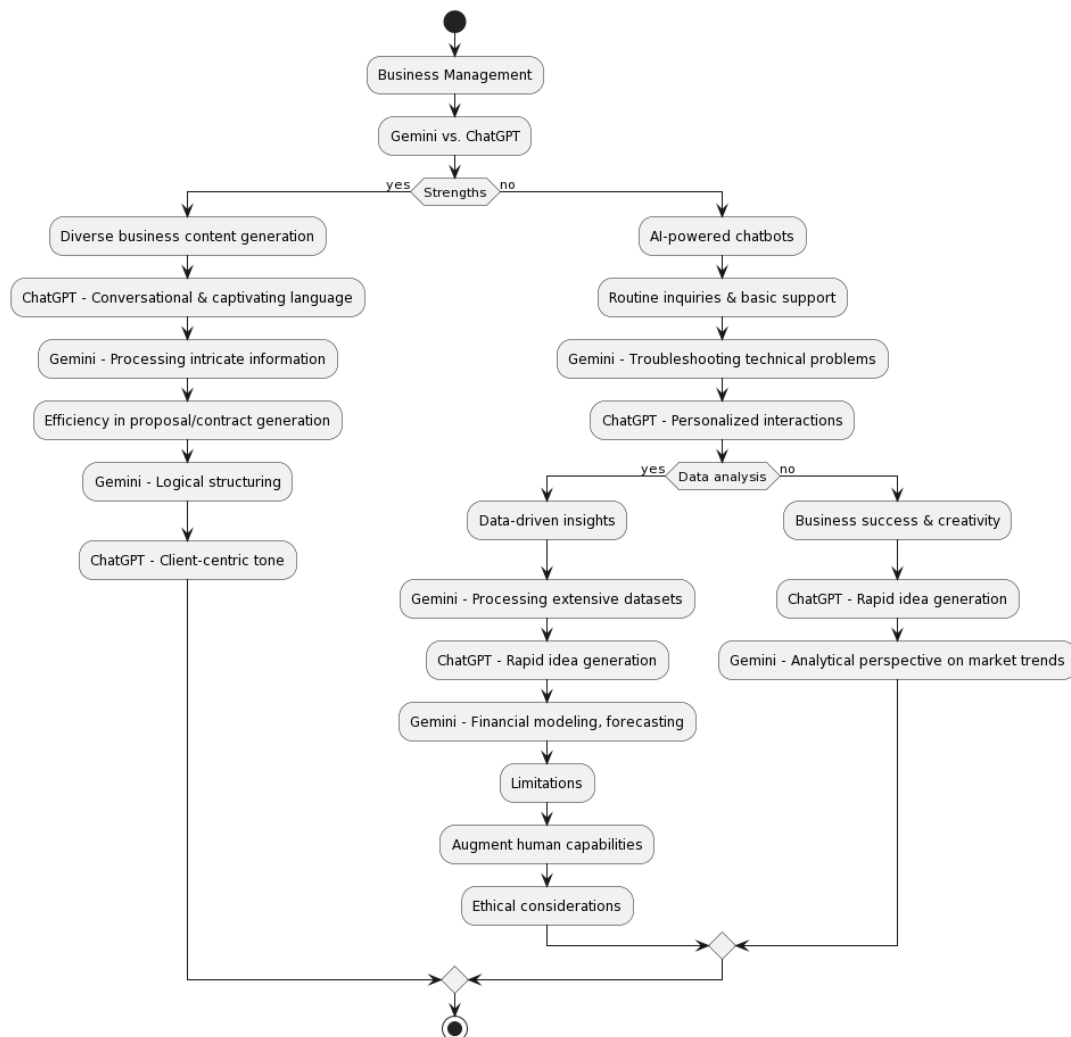 Business Management
Gemini vs. ChatGPT
yes
Strengths
no
Diverse business content generation
ChatGPT - Conversational & captivating language
Gemini - Processing intricate information
Efficiency in proposal/contract generation
Gemini - Logical structuring
ChatGPT - Client-centric tone
AI-powered chatbots
Routine inquiries & basic support
Gemini - Troubleshooting technical problems
ChatGPT - Personalized interactions
yes
Data analysis
no
Data-driven insights
Gemini - Processing extensive datasets
ChatGPT - Rapid idea generation
Gemini - Financial modeling, forecasting
Limitations
Augment human capabilities
Ethical considerations
Business success & creativity
ChatGPT - Rapid idea generation
Gemini - Analytical perspective on market trends